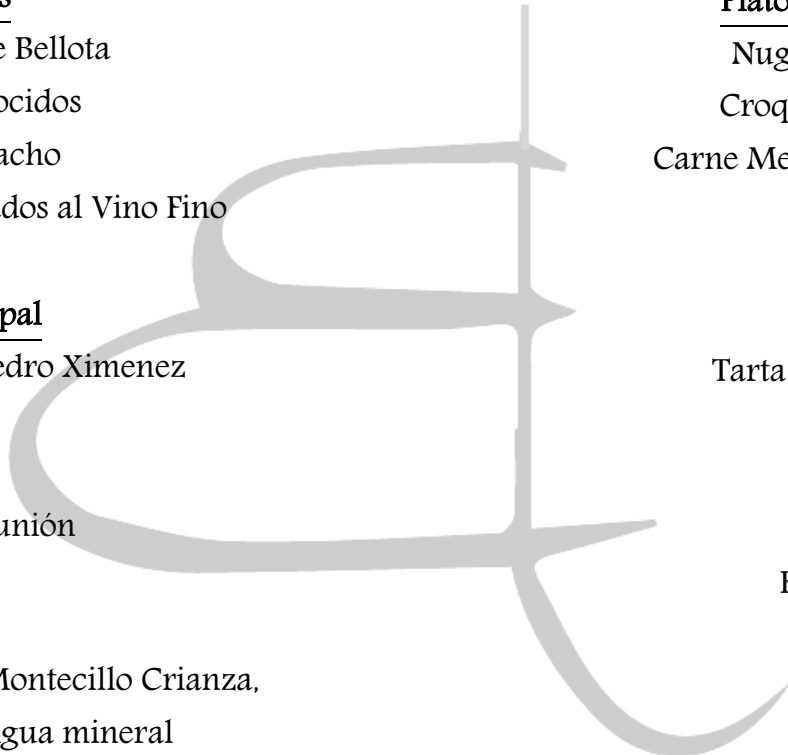 e Bellota
ocidos
acho
dos al Vino Fino
pal
edro Ximenez
unión
Montecillo Crianza,
gua mineral
Plato
Nug
Croq
Carne Me
Tarta